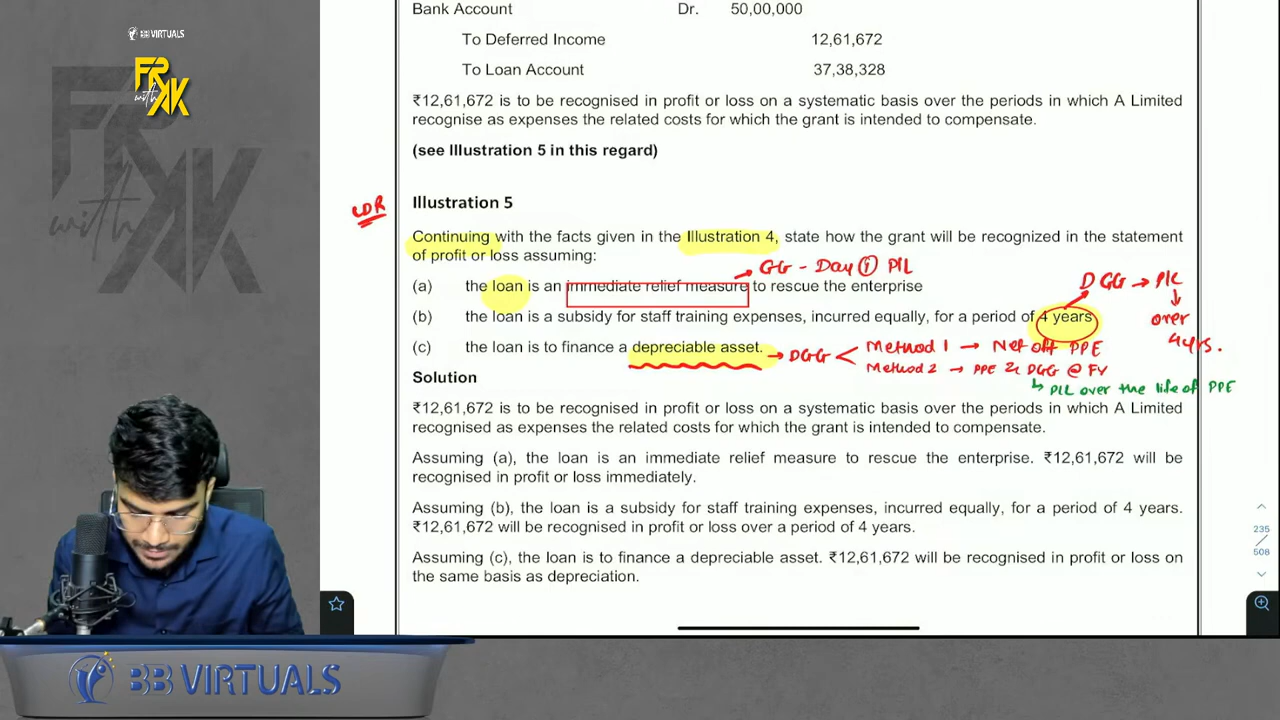 BB VIRTUALS
FR
with
AK
FR
with
AK
Bank Account Dr. 50,00,000
To Deferred Income 12,61,672
To Loan Account 37,38,328
₹12,61,672 is to be recognised in profit or loss on a systematic basis over the periods in which A Limited
recognise as expenses the related costs for which the grant is intended to compensate.
(see Illustration 5 in this regard)
LDR
Illustration 5
Continuing with the facts given in the Illustration 4, state how the grant will be recognized in the statement
of profit or loss assuming:
GG - Day 1 P/L
(a) the loan is an immediate relief measure to rescue the enterprise
DGG → P/L
↓
over
4 yrs.
(b) the loan is a subsidy for staff training expenses, incurred equally, for a period of 4 years
(c) the loan is to finance a depreciable asset. → DGG < Method 1 → Net off PPE
Method 2 → PPE & DGG @ FV
↳ P/L over the life of PPE
Solution
₹12,61,672 is to be recognised in profit or loss on a systematic basis over the periods in which A Limited
recognised as expenses the related costs for which the grant is intended to compensate.
Assuming (a), the loan is an immediate relief measure to rescue the enterprise. ₹12,61,672 will be
recognised in profit or loss immediately.
Assuming (b), the loan is a subsidy for staff training expenses, incurred equally, for a period of 4 years.
₹12,61,672 will be recognised in profit or loss over a period of 4 years.
Assuming (c), the loan is to finance a depreciable asset. ₹12,61,672 will be recognised in profit or loss on
the same basis as depreciation.
235
508
BB VIRTUALS